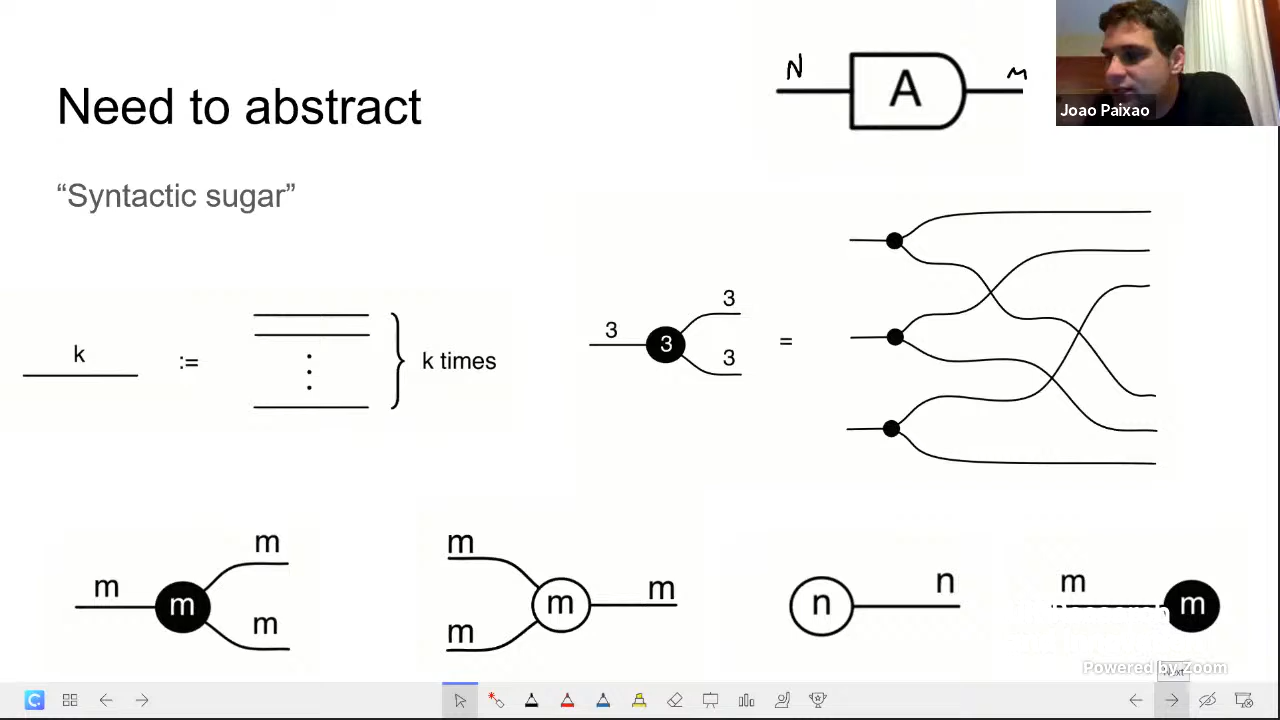 N
A
m
Joao Paixao
Need to abstract
“Syntactic sugar”
k
:=
k times
3
3
3
3
=
m
m
m
m
m
m
m
m
n
n
m
m
Powered by Zoom